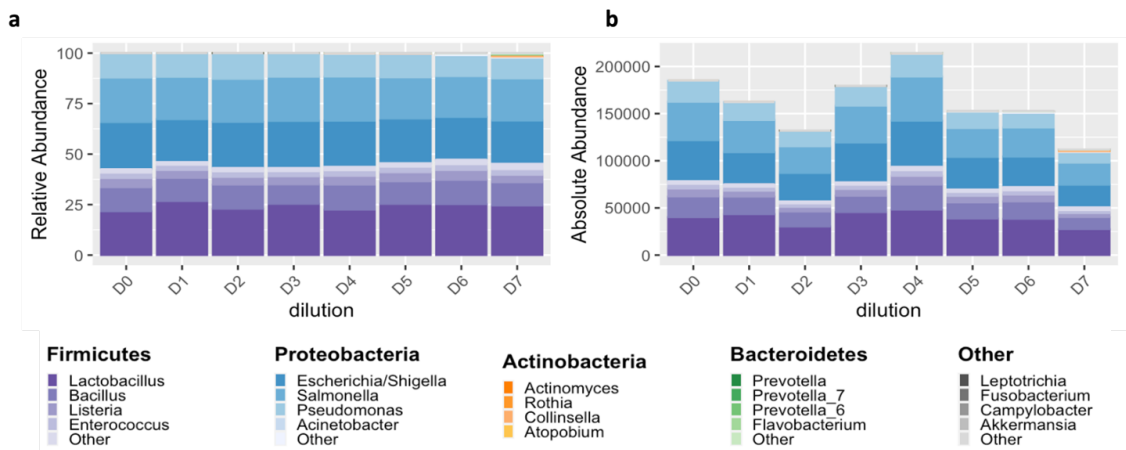 a
b
Relative Abundance
100
75
50
25
0
D0 D1 D2 D3 D4 D5 D6 D7
dilution
Absolute Abundance
200000
150000
100000
50000
0
D0 D1 D2 D3 D4 D5 D6 D7
dilution
Firmicutes
Lactobacillus
Bacillus
Listeria
Enterococcus
Other
Proteobacteria
Escherichia/Shigella
Salmonella
Pseudomonas
Acinetobacter
Other
Actinobacteria
Actinomyces
Rothia
Collinsella
Atopobium
Bacteroidetes
Prevotella
Prevotella_7
Prevotella_6
Flavobacterium
Other
Other
Leptotrichia
Fusobacterium
Campylobacter
Akkermansia
Other